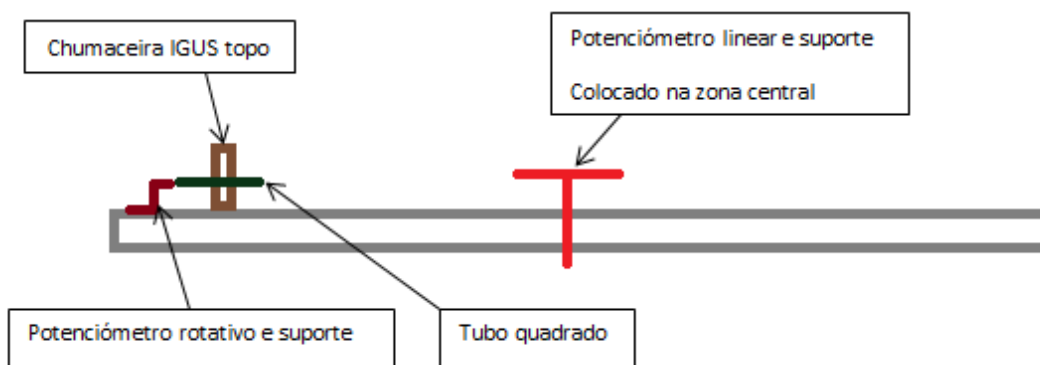 Chumaceira IGUS topo
Potenciómetro linear e suporte
Colocado na zona central
Potenciómetro rotativo e suporte
Tubo quadrado